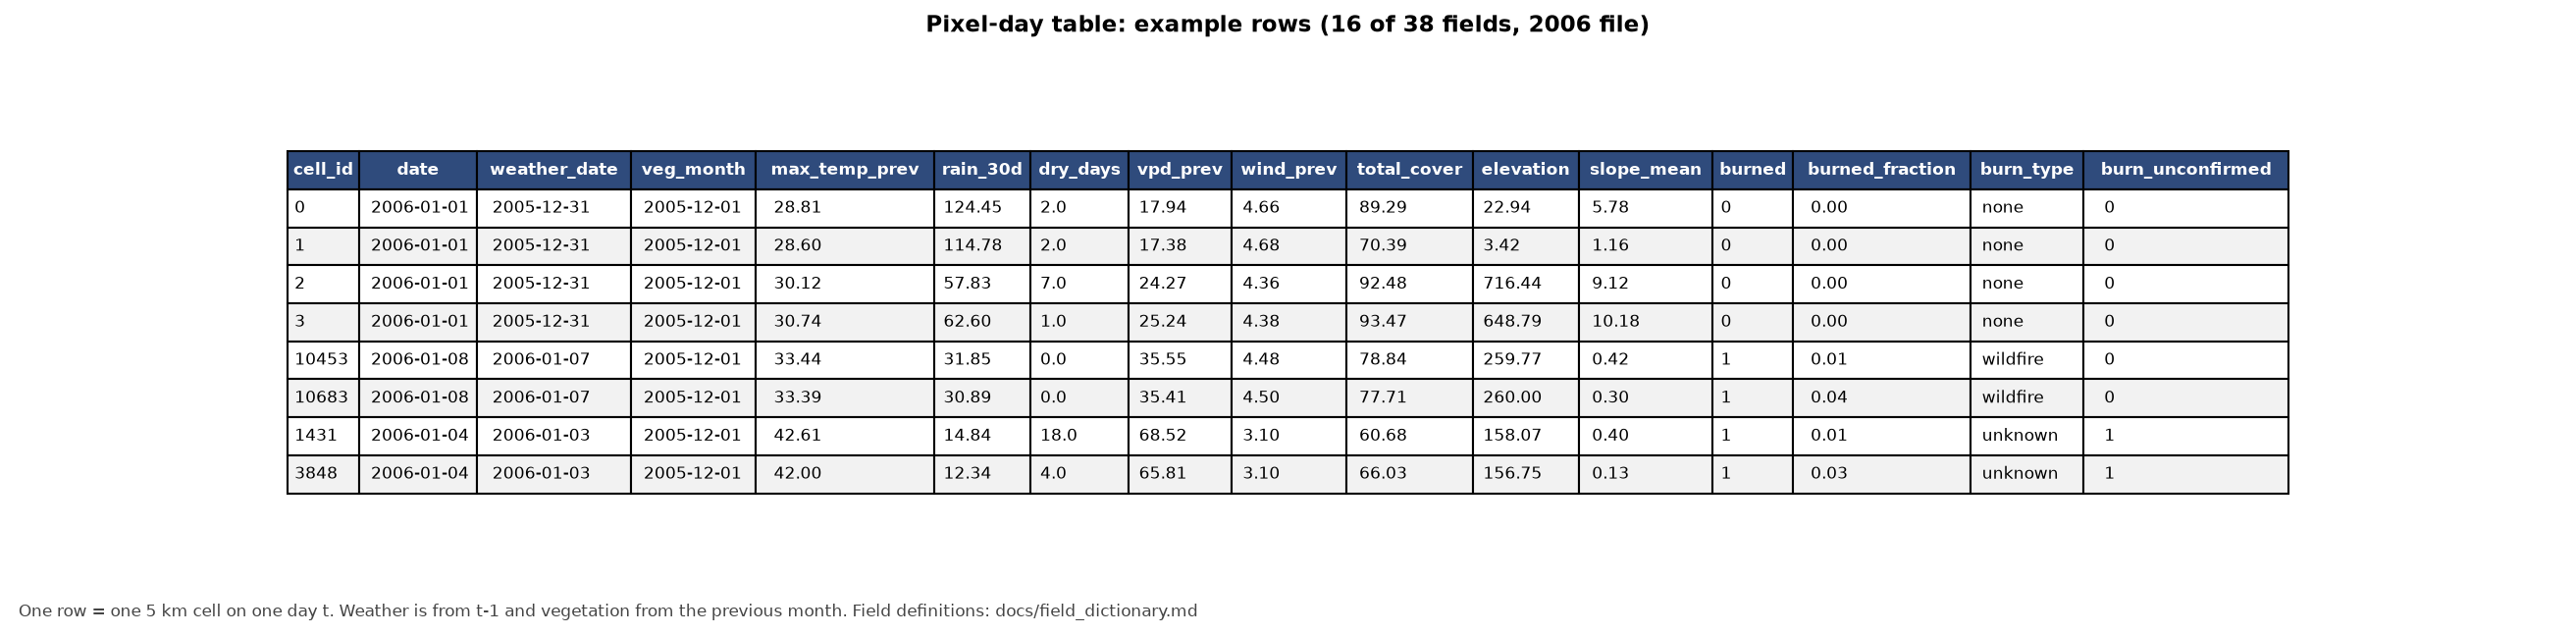 Pixel-day table: example rows (16 of 38 fields, 2006 file)
cell_id date weather_date veg_month max_temp_prev rain_30d dry_days vpd_prev wind_prev total_cover elevation slope_mean burned burned_fraction burn_type burn_unconfirmed
0 2006-01-01 2005-12-31 2005-12-01 28.81 124.45 2.0 17.94 4.66 89.29 22.94 5.78 0 0.00 none 0
1 2006-01-01 2005-12-31 2005-12-01 28.60 114.78 2.0 17.38 4.68 70.39 3.42 1.16 0 0.00 none 0
2 2006-01-01 2005-12-31 2005-12-01 30.12 57.83 7.0 24.27 4.36 92.48 716.44 9.12 0 0.00 none 0
3 2006-01-01 2005-12-31 2005-12-01 30.74 62.60 1.0 25.24 4.38 93.47 648.79 10.18 0 0.00 none 0
10453 2006-01-08 2006-01-07 2005-12-01 33.44 31.85 0.0 35.55 4.48 78.84 259.77 0.42 1 0.01 wildfire 0
10683 2006-01-08 2006-01-07 2005-12-01 33.39 30.89 0.0 35.41 4.50 77.71 260.00 0.30 1 0.04 wildfire 0
1431 2006-01-04 2006-01-03 2005-12-01 42.61 14.84 18.0 68.52 3.10 60.68 158.07 0.40 1 0.01 unknown 1
3848 2006-01-04 2006-01-03 2005-12-01 42.00 12.34 4.0 65.81 3.10 66.03 156.75 0.13 1 0.03 unknown 1
One row = one 5 km cell on one day t. Weather is from t-1 and vegetation from the previous month. Field definitions: docs/field_dictionary.md